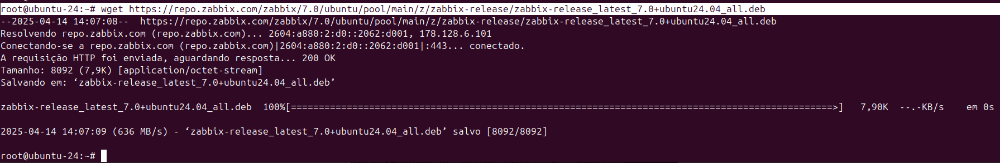 root@ubuntu-24:~# wget https://repo.zabbix.com/zabbix/7.0/ubuntu/pool/main/z/zabbix-release/zabbix-release_latest_7.0+ubuntu24.04_all.deb
--2025-04-14 14:07:08--  https://repo.zabbix.com/zabbix/7.0/ubuntu/pool/main/z/zabbix-release/zabbix-release_latest_7.0+ubuntu24.04_all.deb
Resolvendo repo.zabbix.com (repo.zabbix.com)... 2604:a880:2:d0::2062:d001, 178.128.6.101
Conectando-se a repo.zabbix.com (repo.zabbix.com)|2604:a880:2:d0::2062:d001|:443... conectado.
A requisição HTTP foi enviada, aguardando resposta... 200 OK
Tamanho: 8092 (7,9K) [application/octet-stream]
Salvando em: ‘zabbix-release_latest_7.0+ubuntu24.04_all.deb’
zabbix-release_latest_7.0+ubuntu24.04_all.deb  100%[=================================================================================================>]   7,90K  --.-KB/s    em 0s
2025-04-14 14:07:09 (636 MB/s) - ‘zabbix-release_latest_7.0+ubuntu24.04_all.deb’ salvo [8092/8092]
root@ubuntu-24:~#